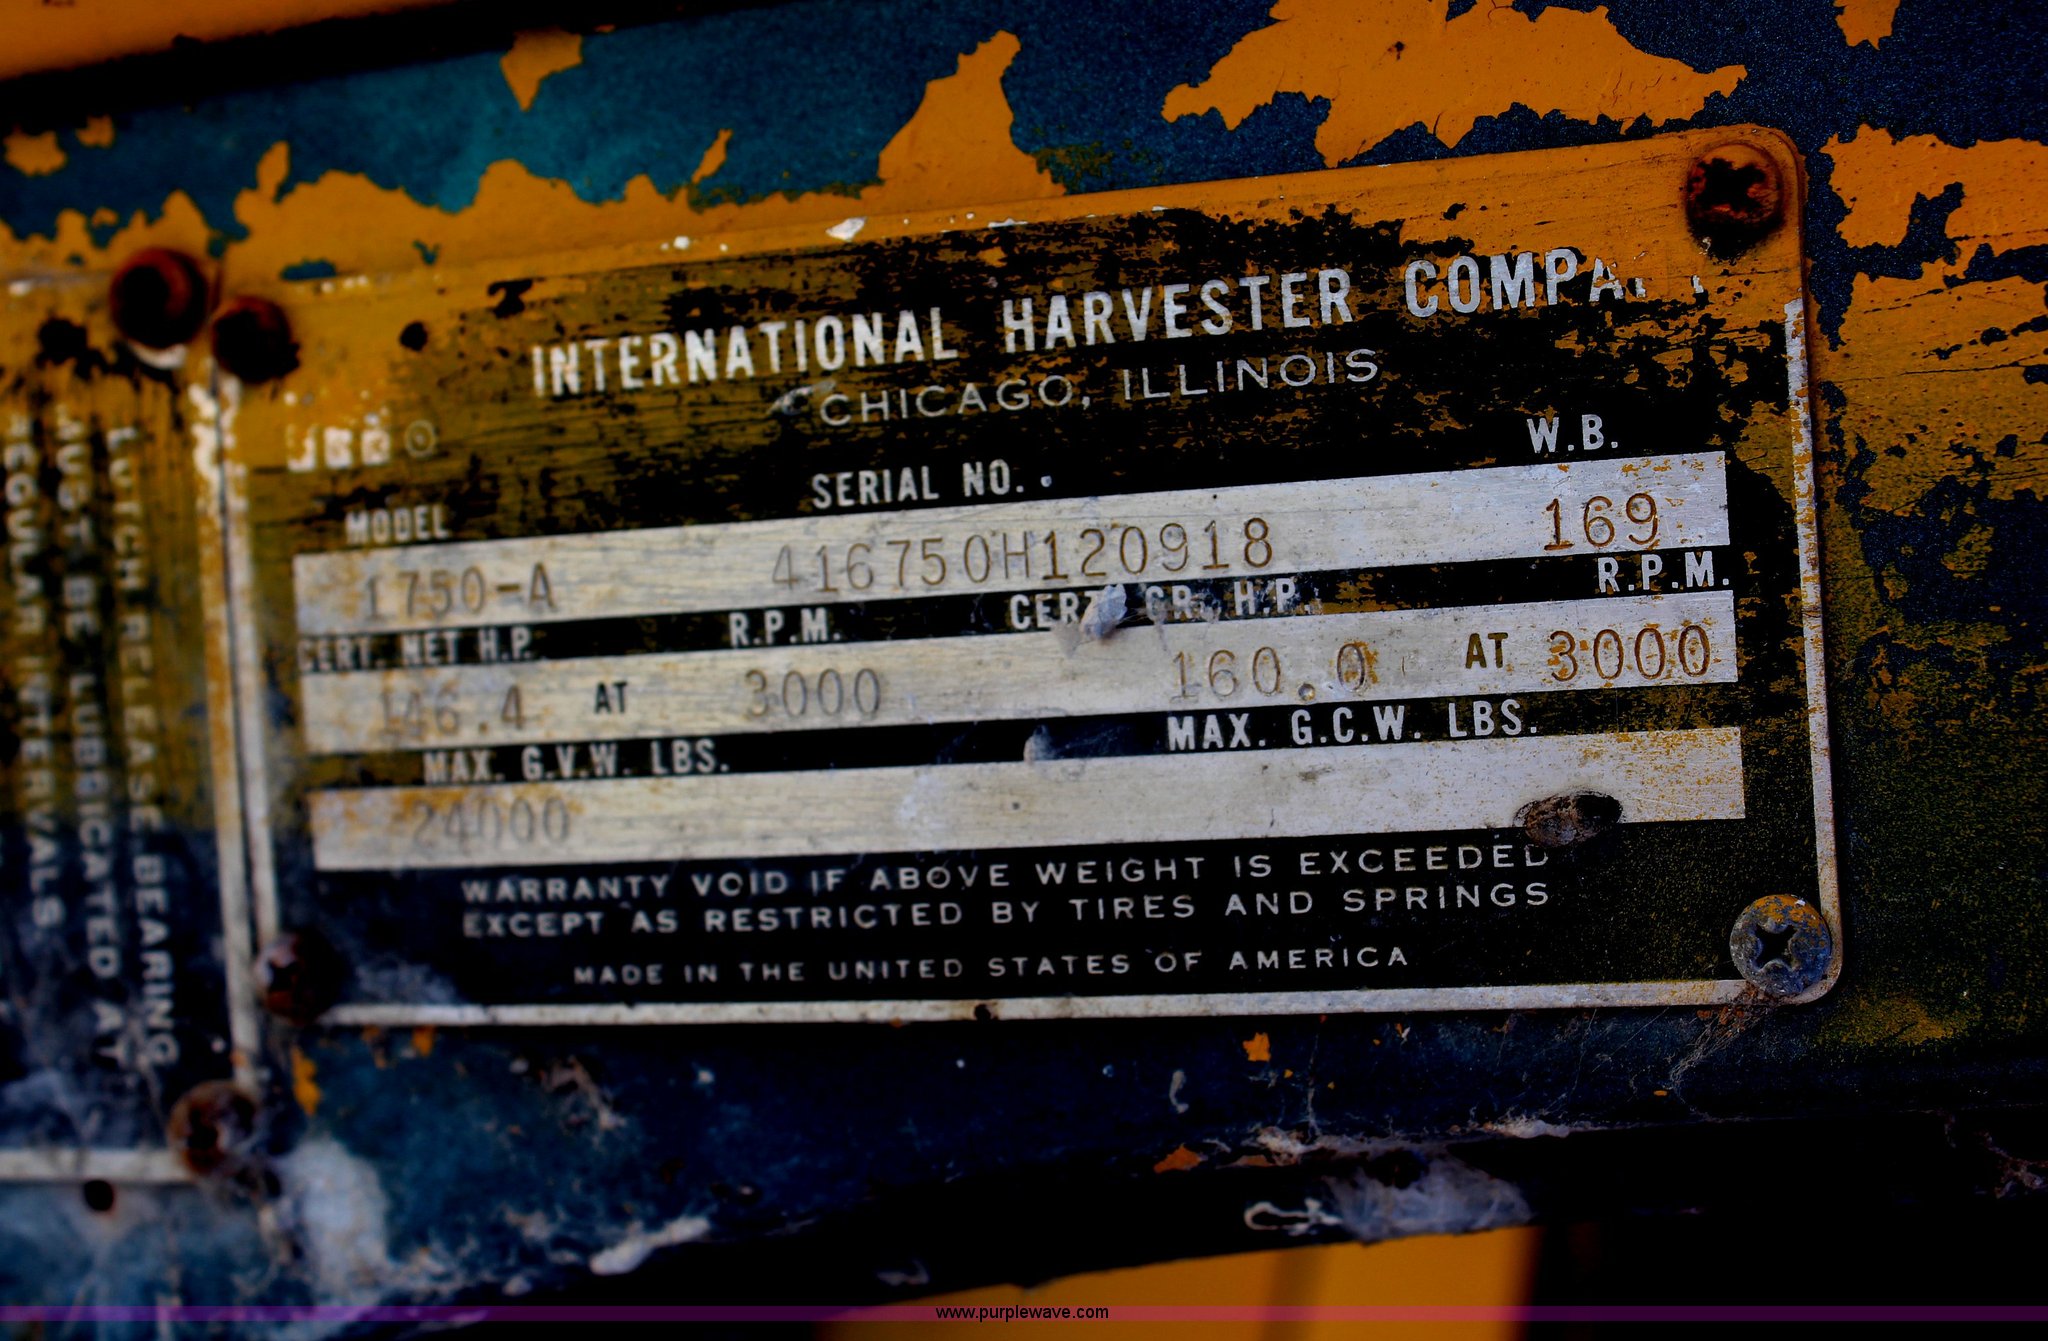 INTERNATIONAL HARVESTER COMPANY
CHICAGO, ILLINOIS
MODEL SERIAL NO. W.B.
1750-A 416750H120918 169
CERT. NET H.P. R.P.M. CERT. GR. H.P. R.P.M.
146.4 AT 3000 160.0 AT 3000
MAX. G.V.W. LBS. MAX. G.C.W. LBS.
24000
WARRANTY VOID IF ABOVE WEIGHT IS EXCEEDED
EXCEPT AS RESTRICTED BY TIRES AND SPRINGS
MADE IN THE UNITED STATES OF AMERICA
CLUTCH RELEASE BEARING
MUST BE LUBRICATED AT
REGULAR INTERVALS
www.purplewave.com